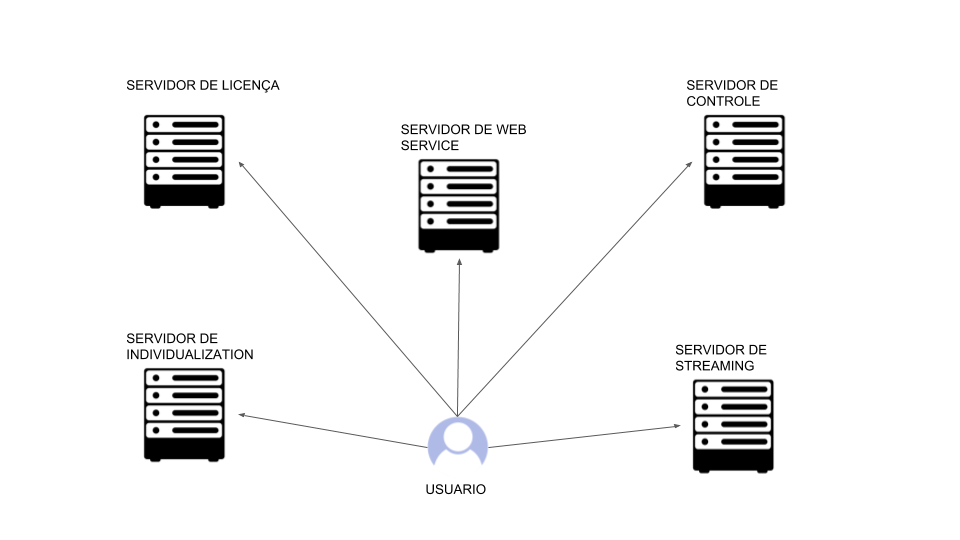 SERVIDOR DE LICENÇA
SERVIDOR DE
CONTROLE
SERVIDOR DE WEB
SERVICE
SERVIDOR DE
INDIVIDUALIZATION
SERVIDOR DE
STREAMING
USUARIO